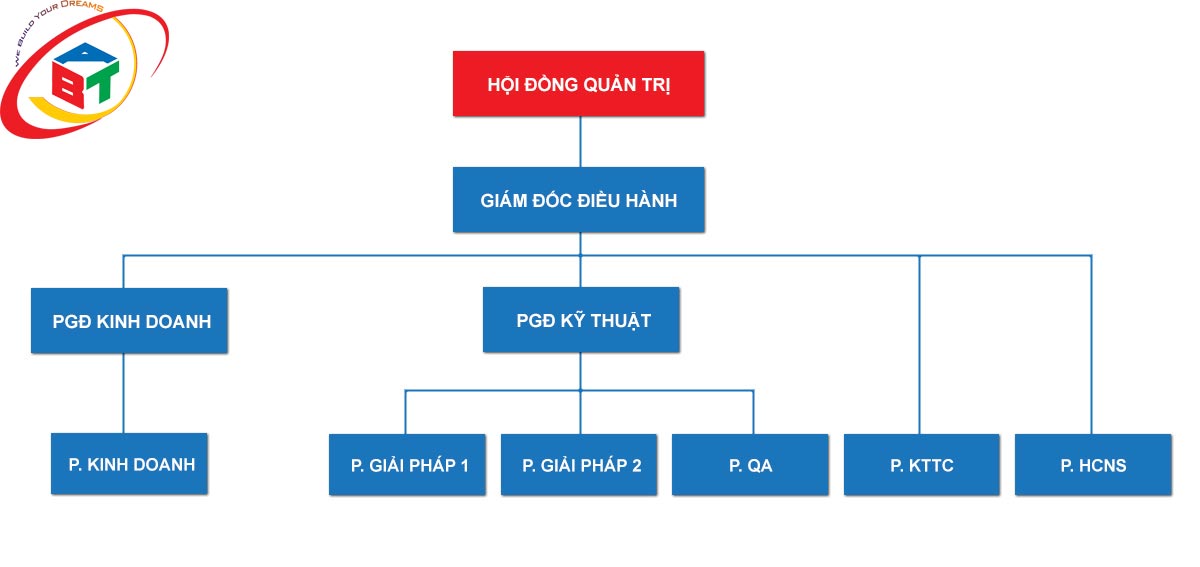 WE BUILD YOUR DREAMS
BT
HỘI ĐỒNG QUẢN TRỊ
GIÁM ĐỐC ĐIỀU HÀNH
PGĐ KINH DOANH
PGĐ KỸ THUẬT
P. KINH DOANH
P. GIẢI PHÁP 1
P. GIẢI PHÁP 2
P. QA
P. KTTC
P. HCNS